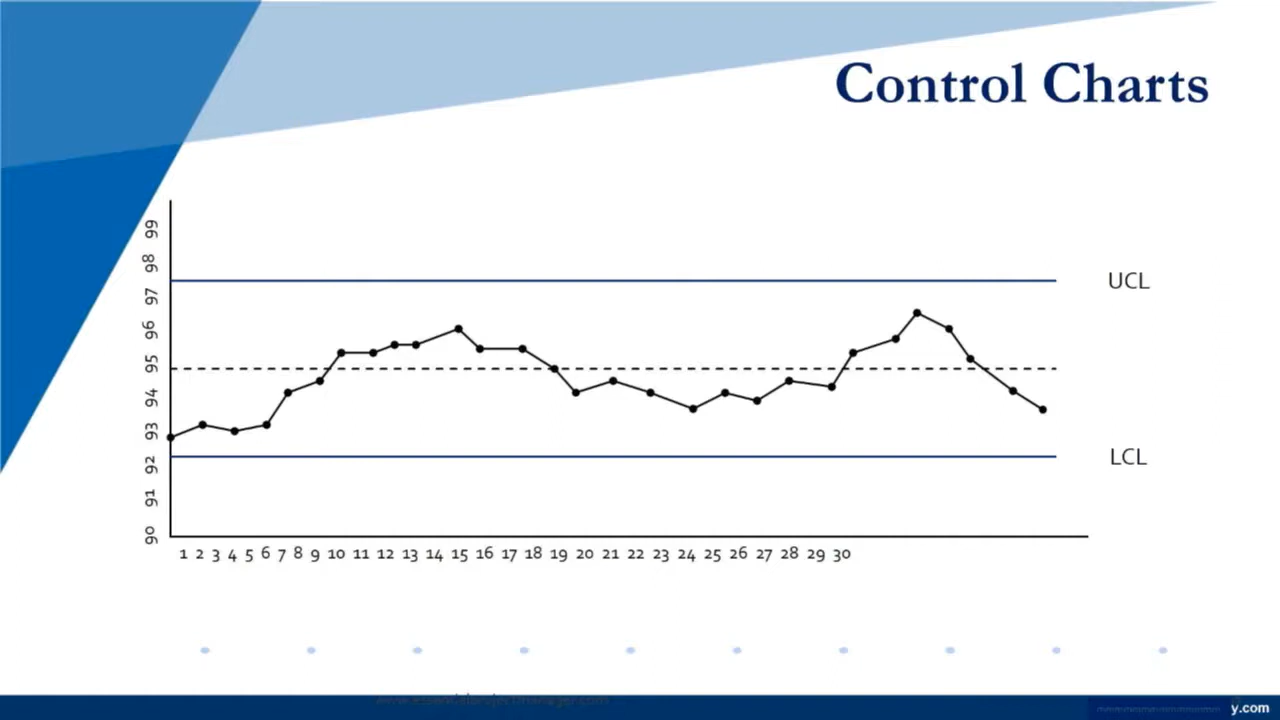 Control Charts
99
98
97
96
95
94
93
92
91
90
UCL
LCL
1 2 3 4 5 6 7 8 9 10 11 12 13 14 15 16 17 18 19 20 21 22 23 24 25 26 27 28 29 30
y.com